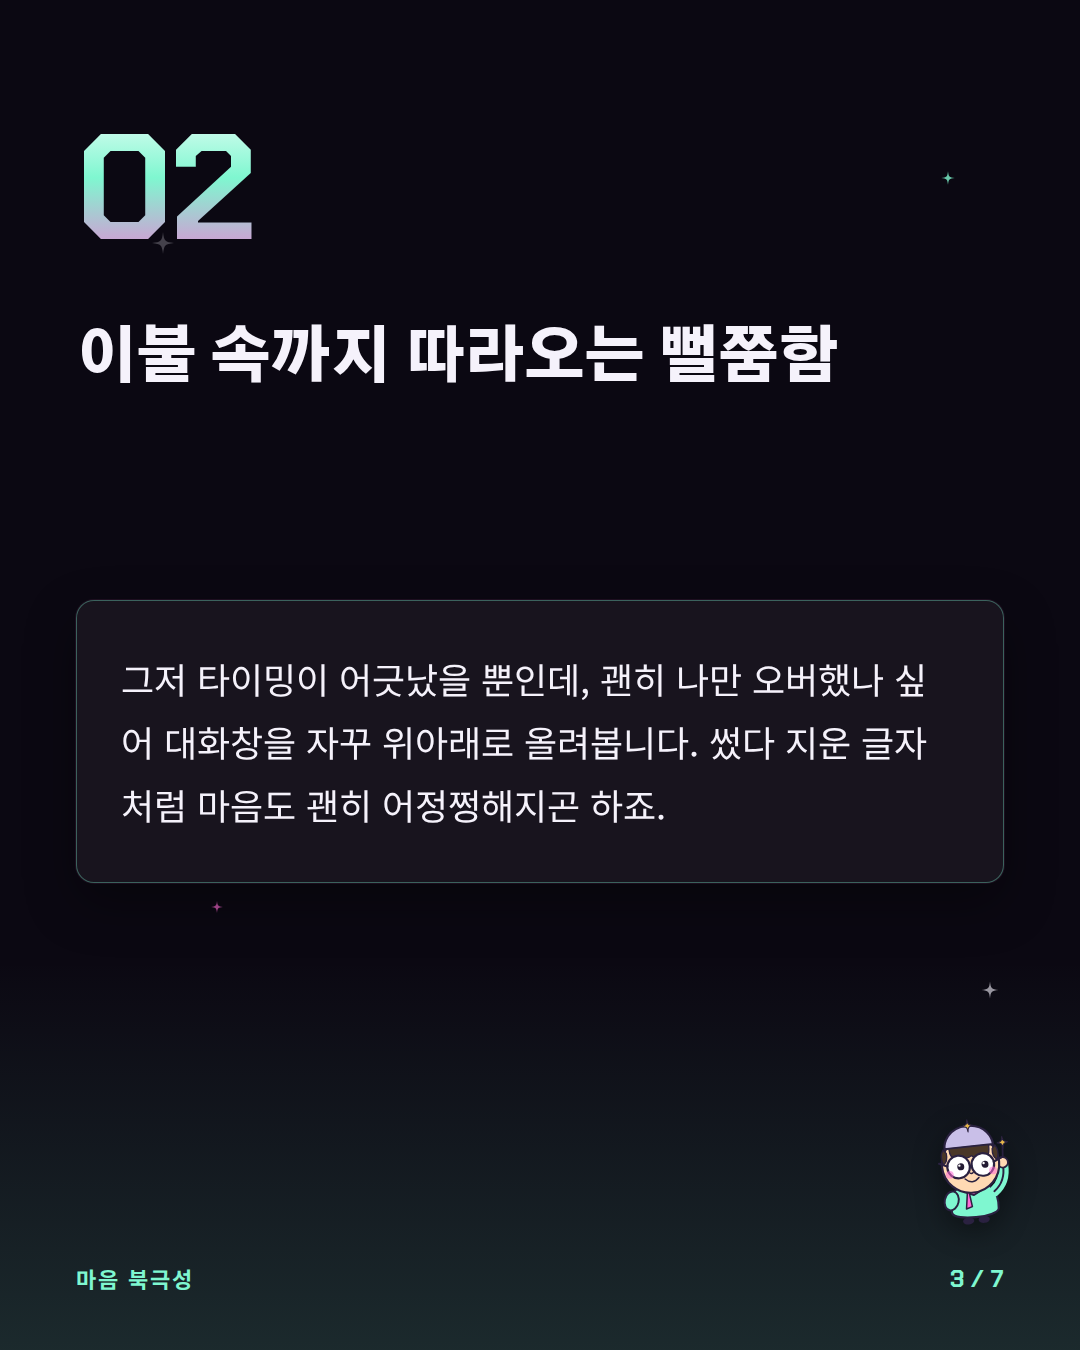 02
이불 속까지 따라오는 뻘쭘함
그저 타이밍이 어긋났을 뿐인데, 괜히 나만 오버했나 싶
어 대화창을 자꾸 위아래로 올려봅니다. 썼다 지운 글자
처럼 마음도 괜히 어정쩡해지곤 하죠.
마음 북극성
3 / 7